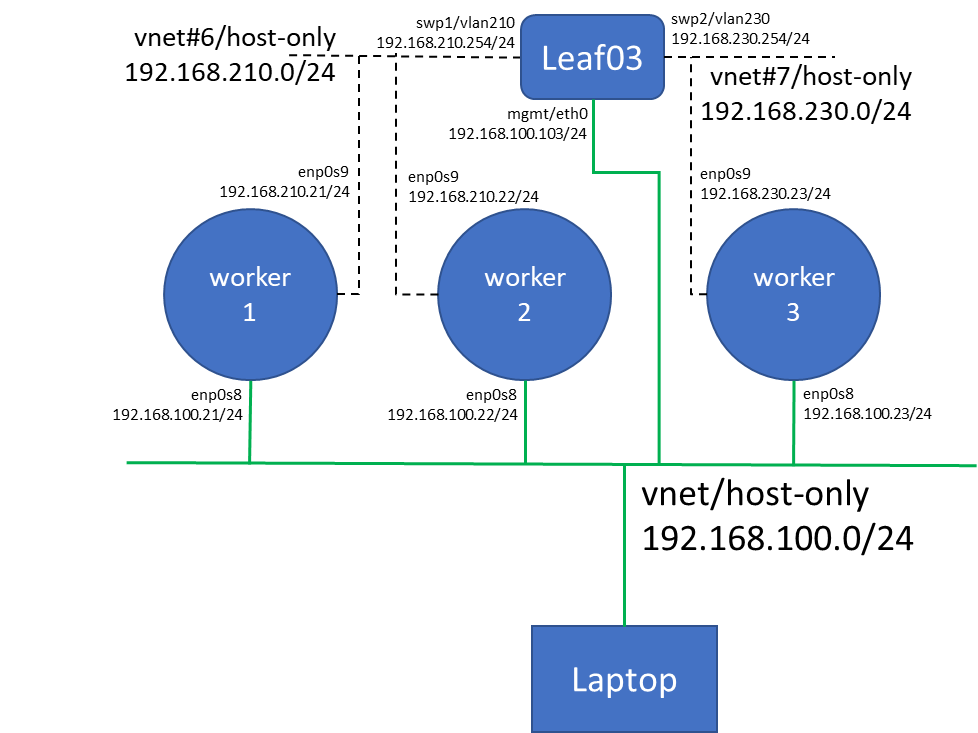 vnet#6/host-only
192.168.210.0/24
swp1/vlan210
192.168.210.254/24
Leaf03
swp2/vlan230
192.168.230.254/24
vnet#7/host-only
192.168.230.0/24
mgmt/eth0
192.168.100.103/24
enp0s9
192.168.210.21/24
enp0s9
192.168.210.22/24
enp0s9
192.168.230.23/24
worker
1
worker
2
worker
3
enp0s8
192.168.100.21/24
enp0s8
192.168.100.22/24
enp0s8
192.168.100.23/24
vnet/host-only
192.168.100.0/24
Laptop